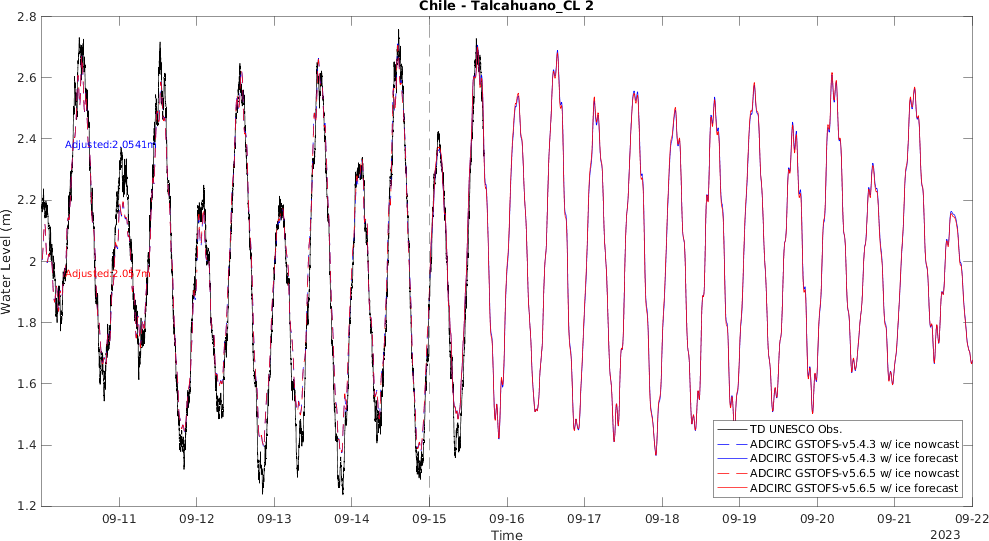 Chile - Talcahuano_CL 2
2.8
2.6
2.4
2.2
2
1.8
1.6
1.4
1.2
Water Level (m)
Adjusted:2.0541m
Adjusted:2.057m
TD UNESCO Obs.
ADCIRC GSTOFS-v5.4.3 w/ ice nowcast
ADCIRC GSTOFS-v5.4.3 w/ ice forecast
ADCIRC GSTOFS-v5.6.5 w/ ice nowcast
ADCIRC GSTOFS-v5.6.5 w/ ice forecast
09-11 09-12 09-13 09-14 09-15 09-16 09-17 09-18 09-19 09-20 09-21 09-22
Time
2023